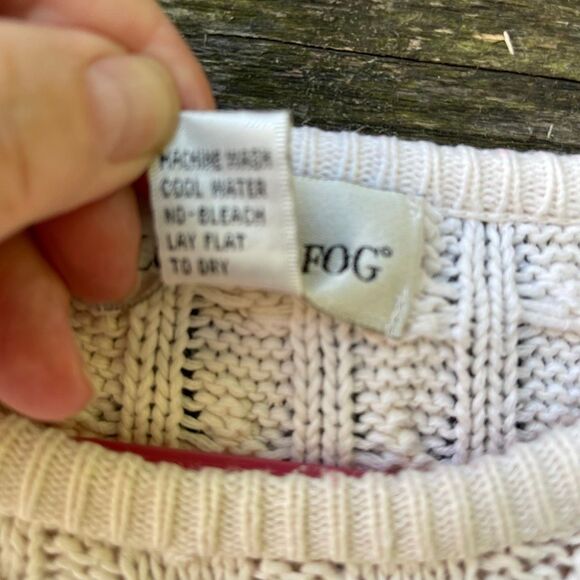 MACHINE WASH
COOL WATER
NO-BLEACH
LAY FLAT
TO DRY
FOG®